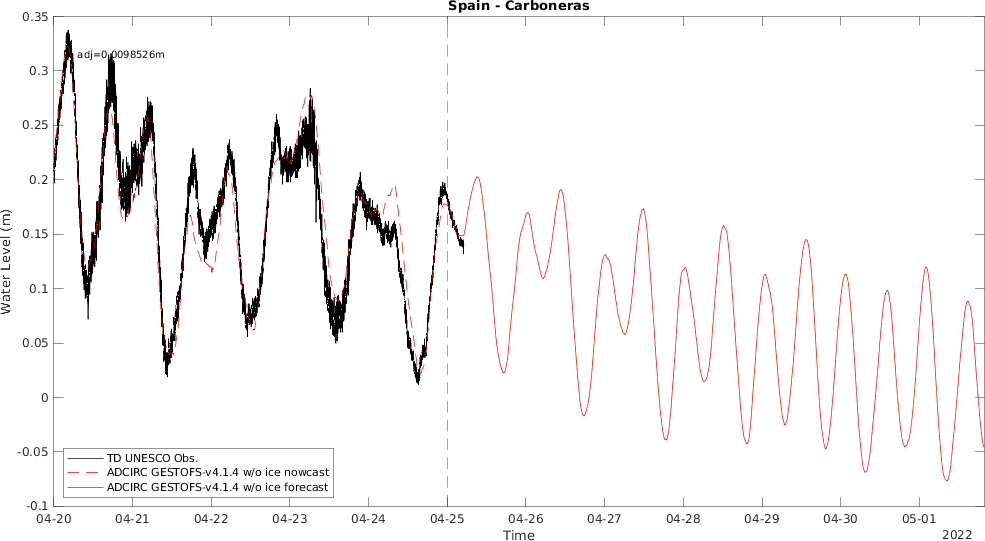 Spain - Carboneras
0.35
0.3
0.25
0.2
0.15
0.1
0.05
0
-0.05
-0.1
Water Level (m)
adj=0.0098526m
TD UNESCO Obs.
ADCIRC GESTOFS-v4.1.4 w/o ice nowcast
ADCIRC GESTOFS-v4.1.4 w/o ice forecast
04-20 04-21 04-22 04-23 04-24 04-25 04-26 04-27 04-28 04-29 04-30 05-01
Time
2022